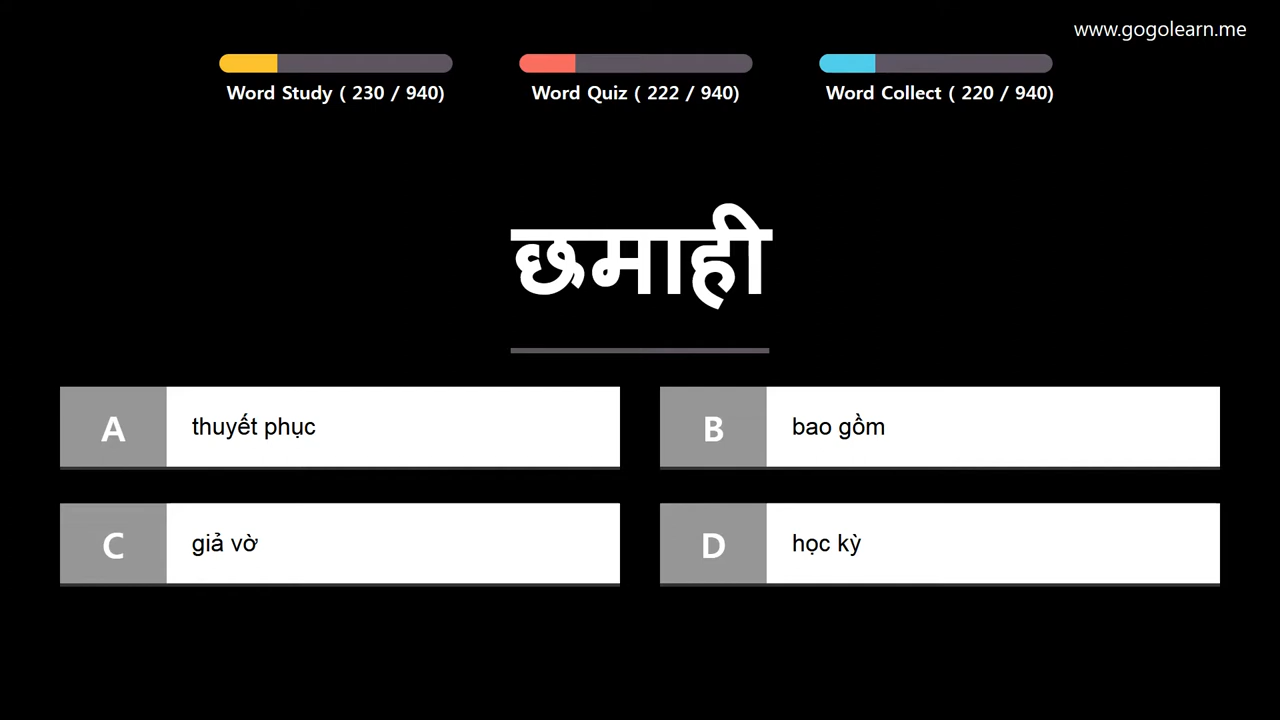 www.gogolearn.me
Word Study ( 230 / 940)
Word Quiz ( 222 / 940)
Word Collect ( 220 / 940)
छमाही
A thuyết phục
B bao gồm
C giả vờ
D học kỳ